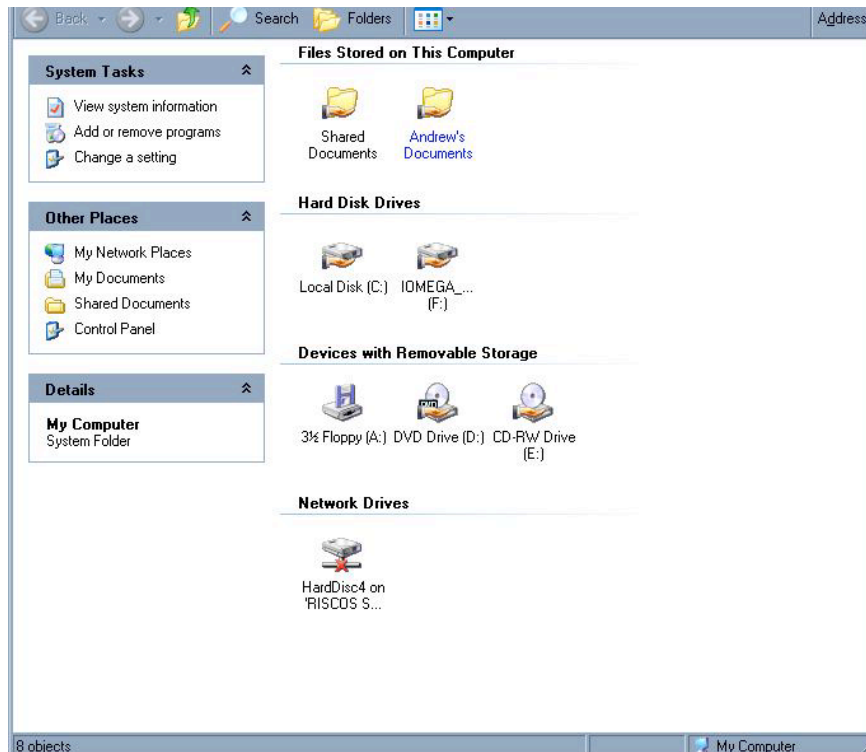 Back
Search
Folders
Address
System Tasks
View system information
Add or remove programs
Change a setting
Other Places
My Network Places
My Documents
Shared Documents
Control Panel
Details
My Computer
System Folder
Files Stored on This Computer
Shared
Documents
Andrew's
Documents
Hard Disk Drives
Local Disk (C:)
IOMEGA_...
(F:)
Devices with Removable Storage
3½ Floppy (A:)
DVD Drive (D:)
CD-RW Drive
(E:)
Network Drives
HardDisc4 on
'RISCOS S...
8 objects
My Computer